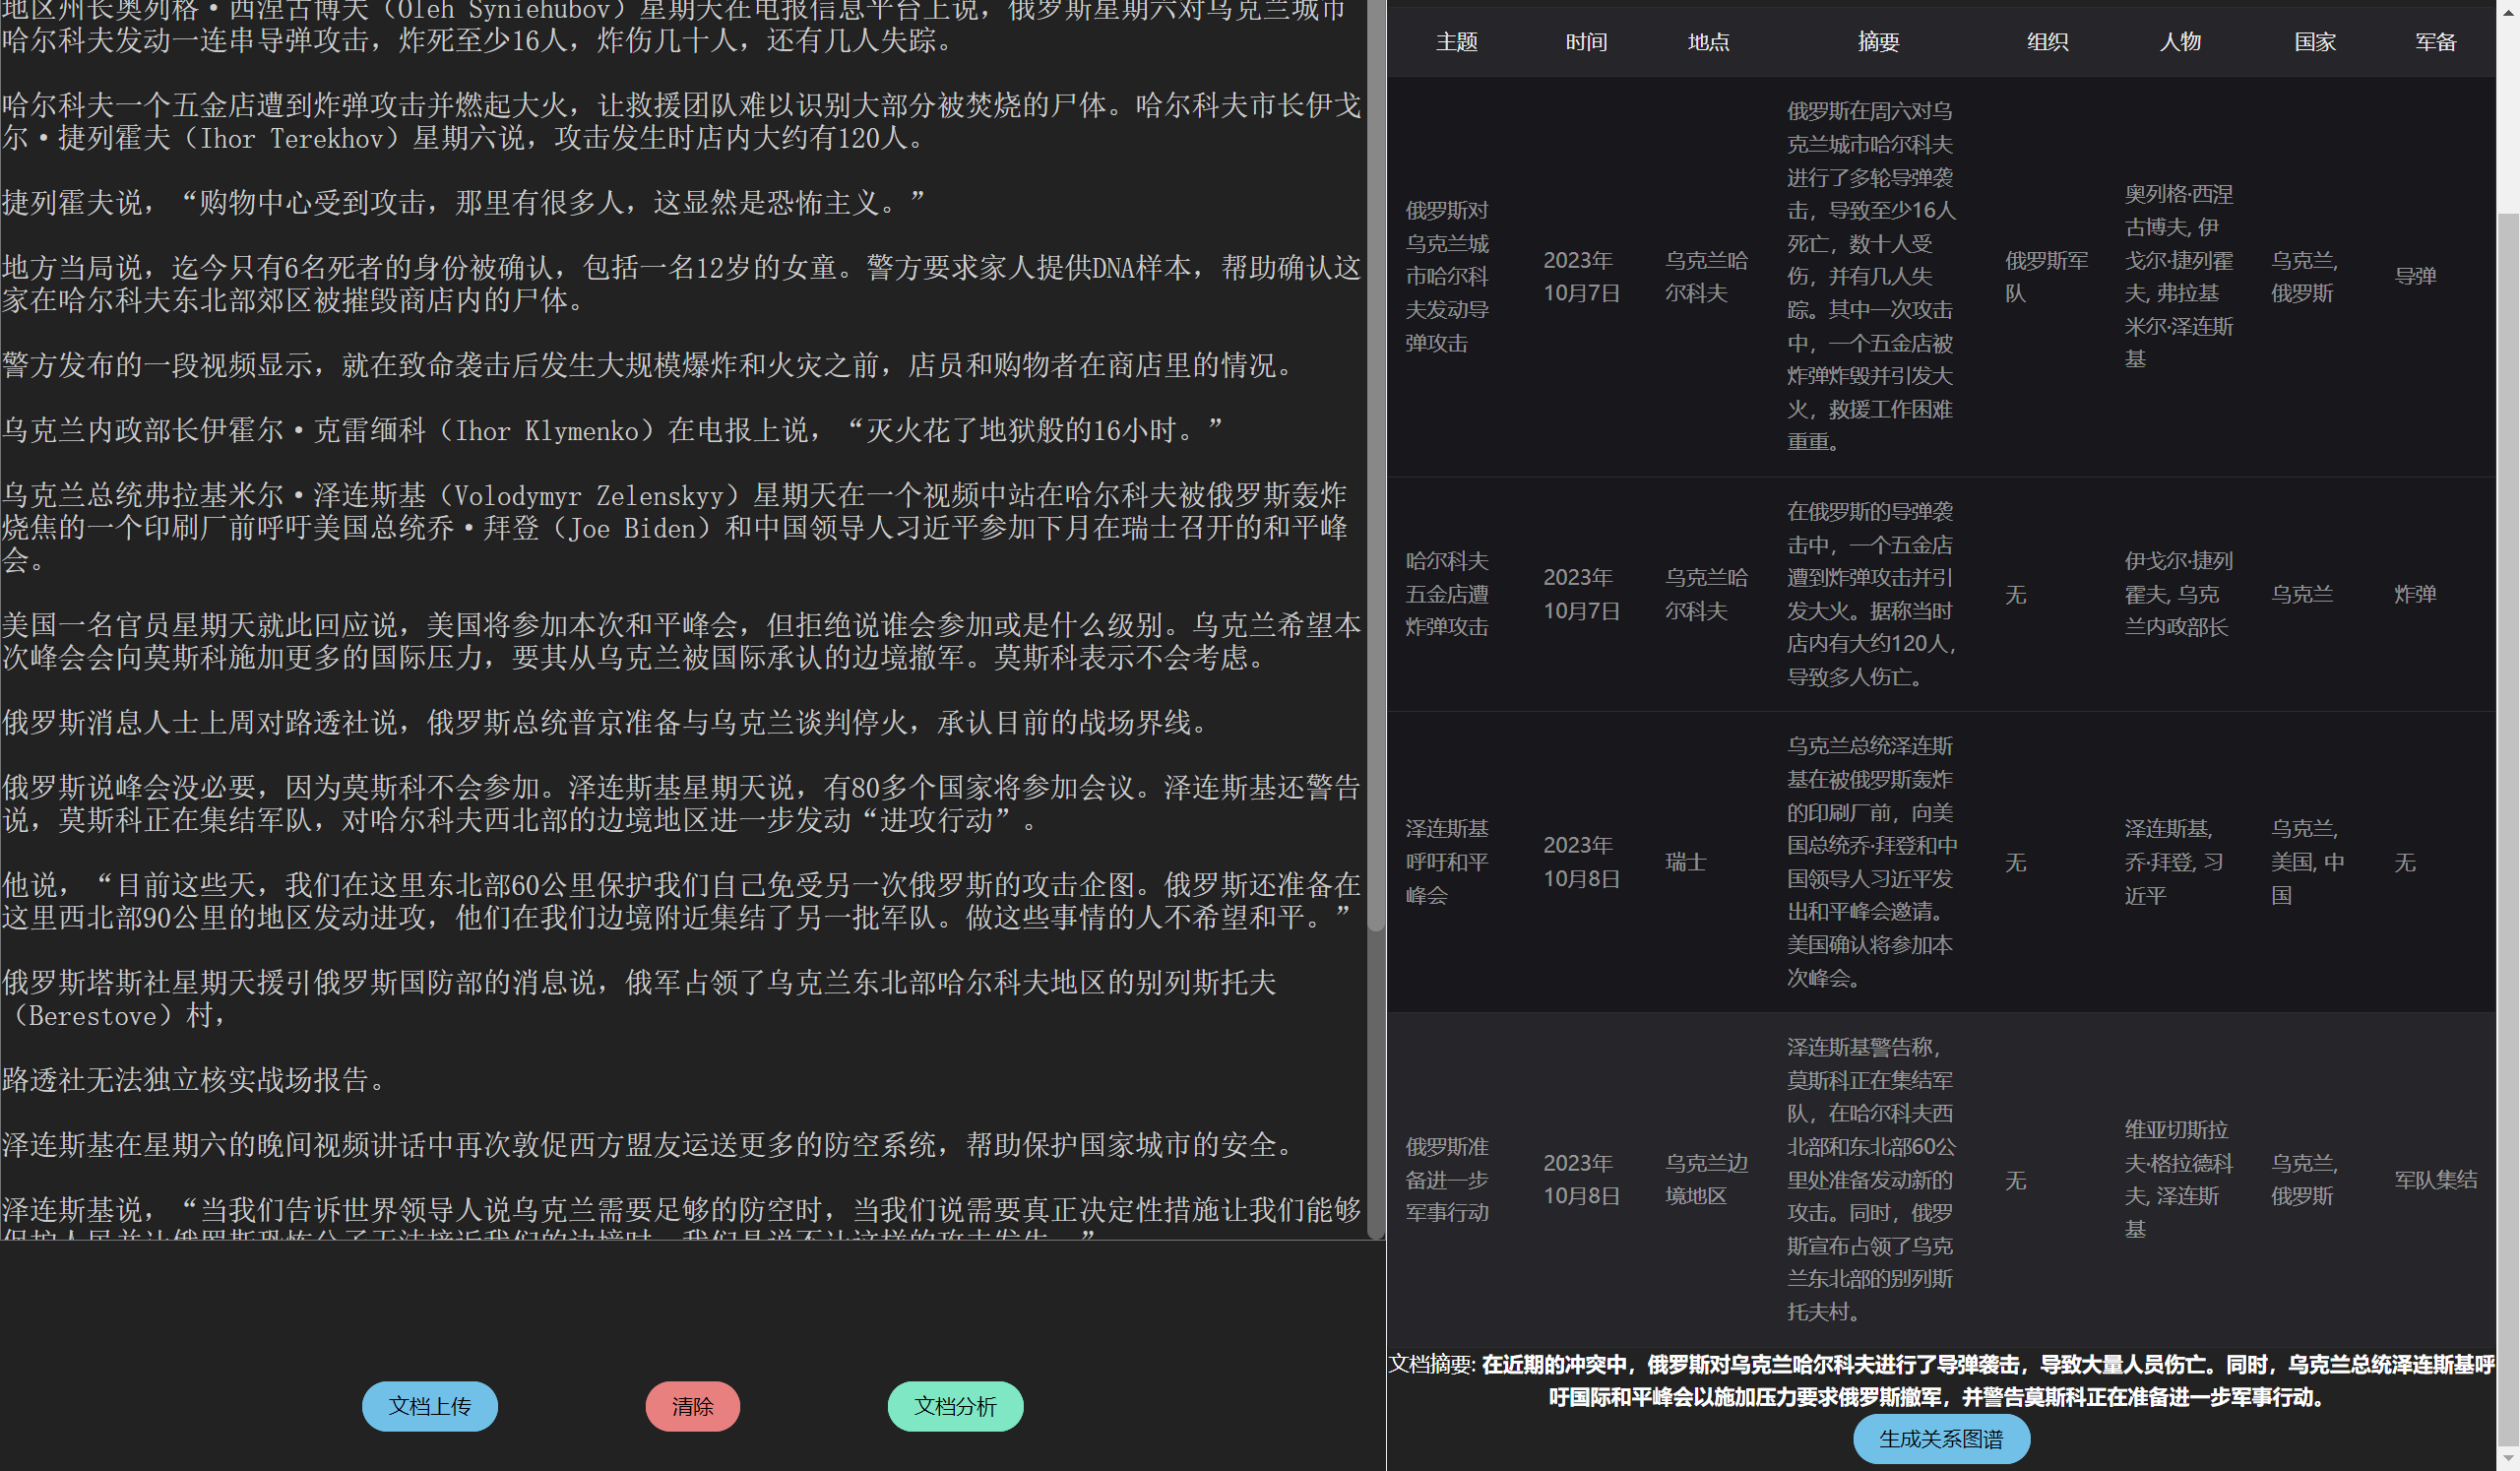 地区州长奥列格·西涅古博夫（Oleh Syniehubov）星期天在电报信息平台上说，俄罗斯星期六对乌克兰城市
哈尔科夫发动一连串导弹攻击，炸死至少16人，炸伤几十人，还有几人失踪。
哈尔科夫一个五金店遭到炸弹攻击并燃起大火，让救援团队难以识别大部分被焚烧的尸体。哈尔科夫市长伊戈
尔·捷列霍夫（Ihor Terekhov）星期六说，攻击发生时店内大约有120人。
捷列霍夫说，“购物中心受到攻击，那里有很多人，这显然是恐怖主义。”
地方当局说，迄今只有6名死者的身份被确认，包括一名12岁的女童。警方要求家人提供DNA样本，帮助确认这
家在哈尔科夫东北部郊区被摧毁商店内的尸体。
警方发布的一段视频显示，就在致命袭击后发生大规模爆炸和火灾之前，店员和购物者在商店里的情况。
乌克兰内政部长伊霍尔·克雷缅科（Ihor Klymenko）在电报上说，“灭火花了地狱般的16小时。”
乌克兰总统弗拉基米尔·泽连斯基（Volodymyr Zelenskyy）星期天在一个视频中站在哈尔科夫被俄罗斯轰炸
烧焦的一个印刷厂前呼吁美国总统乔·拜登（Joe Biden）和中国领导人习近平参加下月在瑞士召开的和平峰
会。
美国一名官员星期天就此回应说，美国将参加本次和平峰会，但拒绝说谁会参加或是什么级别。乌克兰希望本
次峰会会向莫斯科施加更多的国际压力，要其从乌克兰被国际承认的边境撤军。莫斯科表示不会考虑。
俄罗斯消息人士上周对路透社说，俄罗斯总统普京准备与乌克兰谈判停火，承认目前的战场界线。
俄罗斯说峰会没必要，因为莫斯科不会参加。泽连斯基星期天说，有80多个国家将参加会议。泽连斯基还警告
说，莫斯科正在集结军队，对哈尔科夫西北部的边境地区进一步发动“进攻行动”。
他说，“目前这些天，我们在这里东北部60公里保护我们自己免受另一次俄罗斯的攻击企图。俄罗斯还准备在
这里西北部90公里的地区发动进攻，他们在我们边境附近集结了另一批军队。做这些事情的人不希望和平。”
俄罗斯塔斯社星期天援引俄罗斯国防部的消息说，俄军占领了乌克兰东北部哈尔科夫地区的别列斯托夫
（Berestove）村，
路透社无法独立核实战场报告。
泽连斯基在星期六的晚间视频讲话中再次敦促西方盟友运送更多的防空系统，帮助保护国家城市的安全。
泽连斯基说，“当我们告诉世界领导人说乌克兰需要足够的防空时，当我们说需要真正决定性措施让我们能够
保护人民并让俄罗斯恐怖分子无法接近我们的边境时，我们是说不让这样的攻击发生。”
文档上传
清除
文档分析
主题
时间
地点
摘要
组织
人物
国家
军备
俄罗斯对
乌克兰城
市哈尔科
夫发动导
弹攻击
2023年
10月7日
乌克兰哈
尔科夫
俄罗斯在周六对乌
克兰城市哈尔科夫
进行了多轮导弹袭
击，导致至少16人
死亡，数十人受
伤，并有几人失
踪。其中一次攻击
中，一个五金店被
炸弹炸毁并引发大
火，救援工作困难
重重。
俄罗斯军
队
奥列格·西涅
古博夫, 伊
戈尔·捷列霍
夫, 弗拉基
米尔·泽连斯
基
乌克兰,
俄罗斯
导弹
哈尔科夫
五金店遭
炸弹攻击
2023年
10月7日
乌克兰哈
尔科夫
在俄罗斯的导弹袭
击中，一个五金店
遭到炸弹攻击并引
发大火。据称当时
店内有大约120人，
导致多人伤亡。
无
伊戈尔·捷列
霍夫, 乌克
兰内政部长
乌克兰
炸弹
泽连斯基
呼吁和平
峰会
2023年
10月8日
瑞士
乌克兰总统泽连斯
基在被俄罗斯轰炸
的印刷厂前，向美
国总统乔·拜登和中
国领导人习近平发
出和平峰会邀请。
美国确认将参加本
次峰会。
无
泽连斯基,
乔·拜登, 习
近平
乌克兰,
美国, 中
国
无
俄罗斯准
备进一步
军事行动
2023年
10月8日
乌克兰边
境地区
泽连斯基警告称，
莫斯科正在集结军
队，在哈尔科夫西
北部和东北部60公
里处准备发动新的
攻击。同时，俄罗
斯宣布占领了乌克
兰东北部的别列斯
托夫村。
无
维亚切斯拉
夫·格拉德科
夫, 泽连斯
基
乌克兰,
俄罗斯
军队集结
文档摘要: 在近期的冲突中，俄罗斯对乌克兰哈尔科夫进行了导弹袭击，导致大量人员伤亡。同时，乌克兰总统泽连斯基呼
吁国际和平峰会以施加压力要求俄罗斯撤军，并警告莫斯科正在准备进一步军事行动。
生成关系图谱